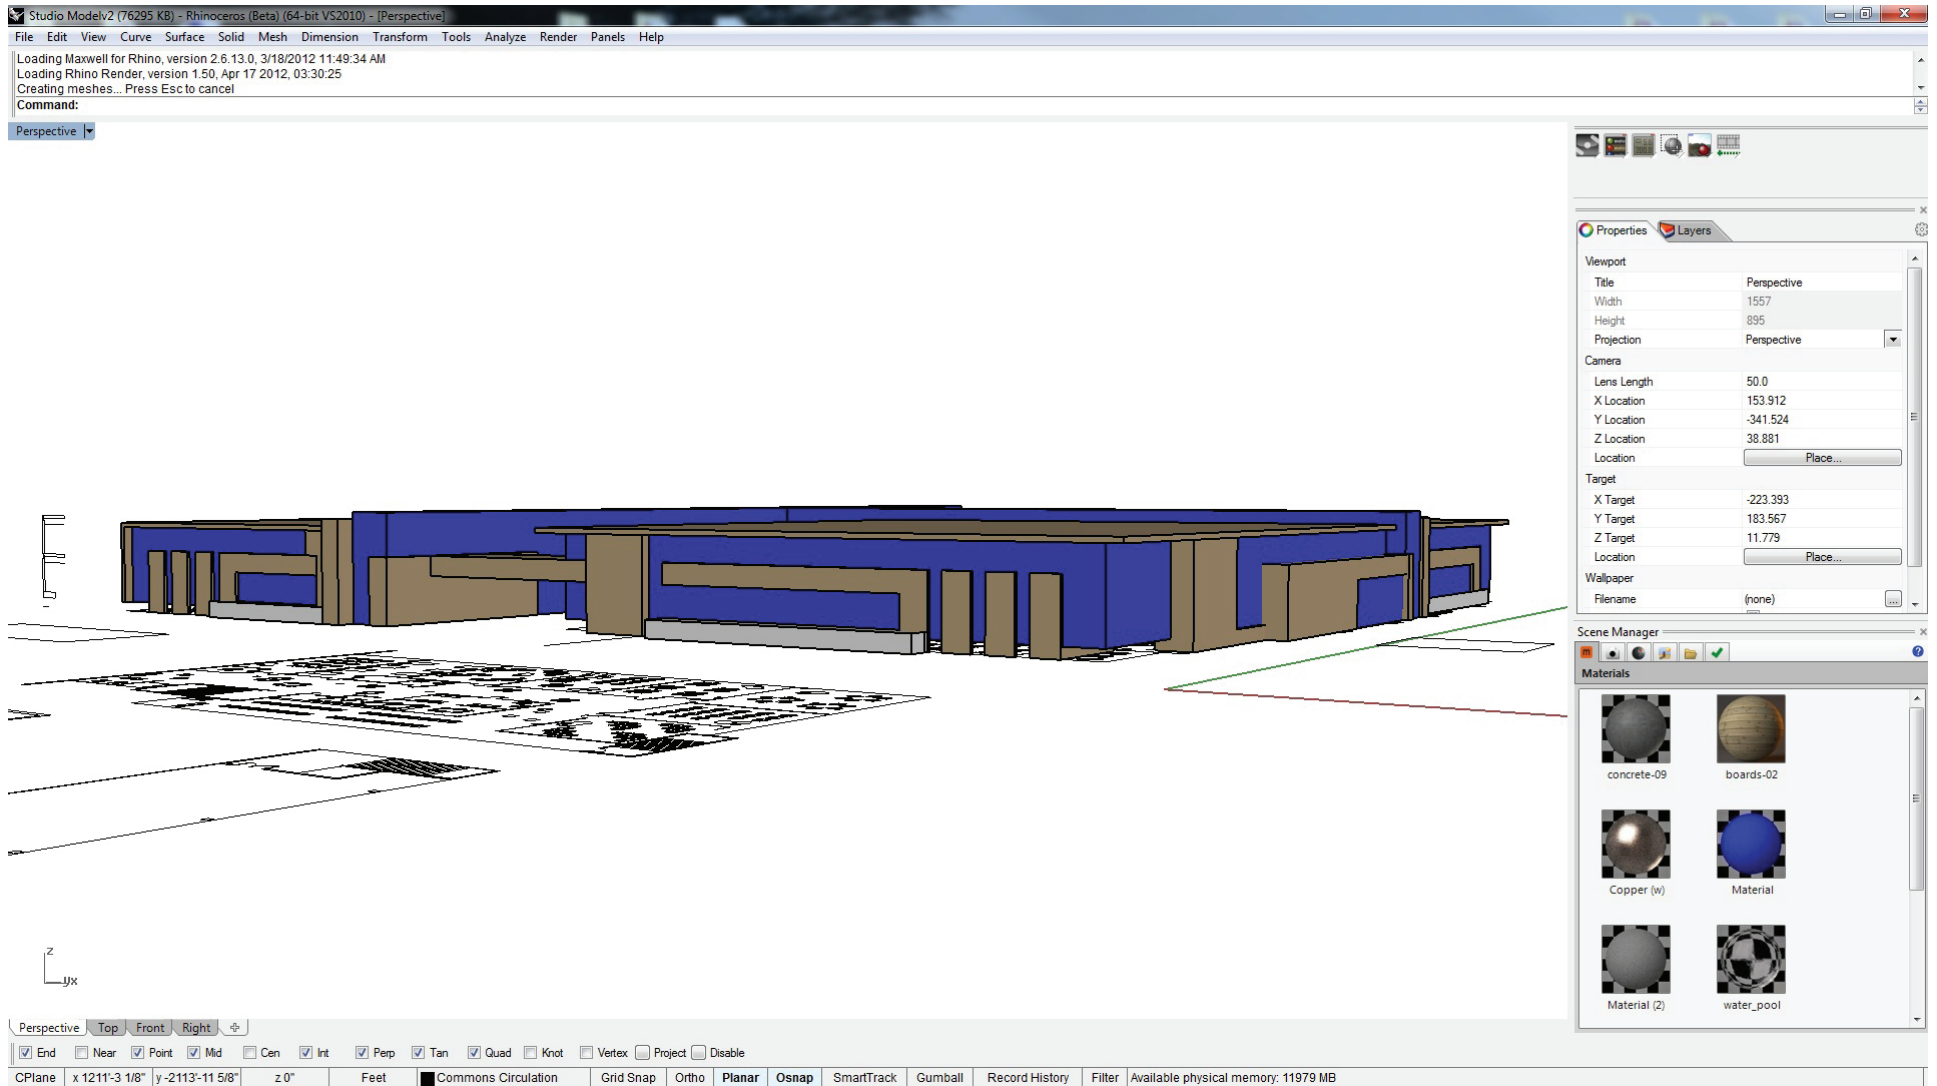 Studio Modelv2 (76295 KB) - Rhinoceros (Beta) (64-bit VS2010) - [Perspective]
File Edit View Curve Surface Solid Mesh Dimension Transform Tools Analyze Render Panels Help
Loading Maxwell for Rhino, version 2.6.13.0, 3/18/2012 11:49:34 AM
Loading Rhino Render, version 1.50, Apr 17 2012, 03:30:25
Creating meshes... Press Esc to cancel
Command:
Perspective
Properties Layers
Viewport
Title Perspective
Width 1557
Height 895
Projection Perspective
Camera
Lens Length 50.0
X Location 153.912
Y Location -341.524
Z Location 38.881
Location Place...
Target
X Target -223.393
Y Target 183.567
Z Target 11.779
Location Place...
Wallpaper
Filename (none) ...
Scene Manager
Materials
concrete-09 boards-02
Copper (w) Material
Material (2) water_pool
z
yx
Perspective Top Front Right
End Near Point Mid Cen Int Perp Tan Quad Knot Vertex Project Disable
CPlane x 1211'-3 1/8" y -2113'-11 5/8" z 0" Feet Commons Circulation Grid Snap Ortho Planar Osnap SmartTrack Gumball Record History Filter Available physical memory: 11979 MB